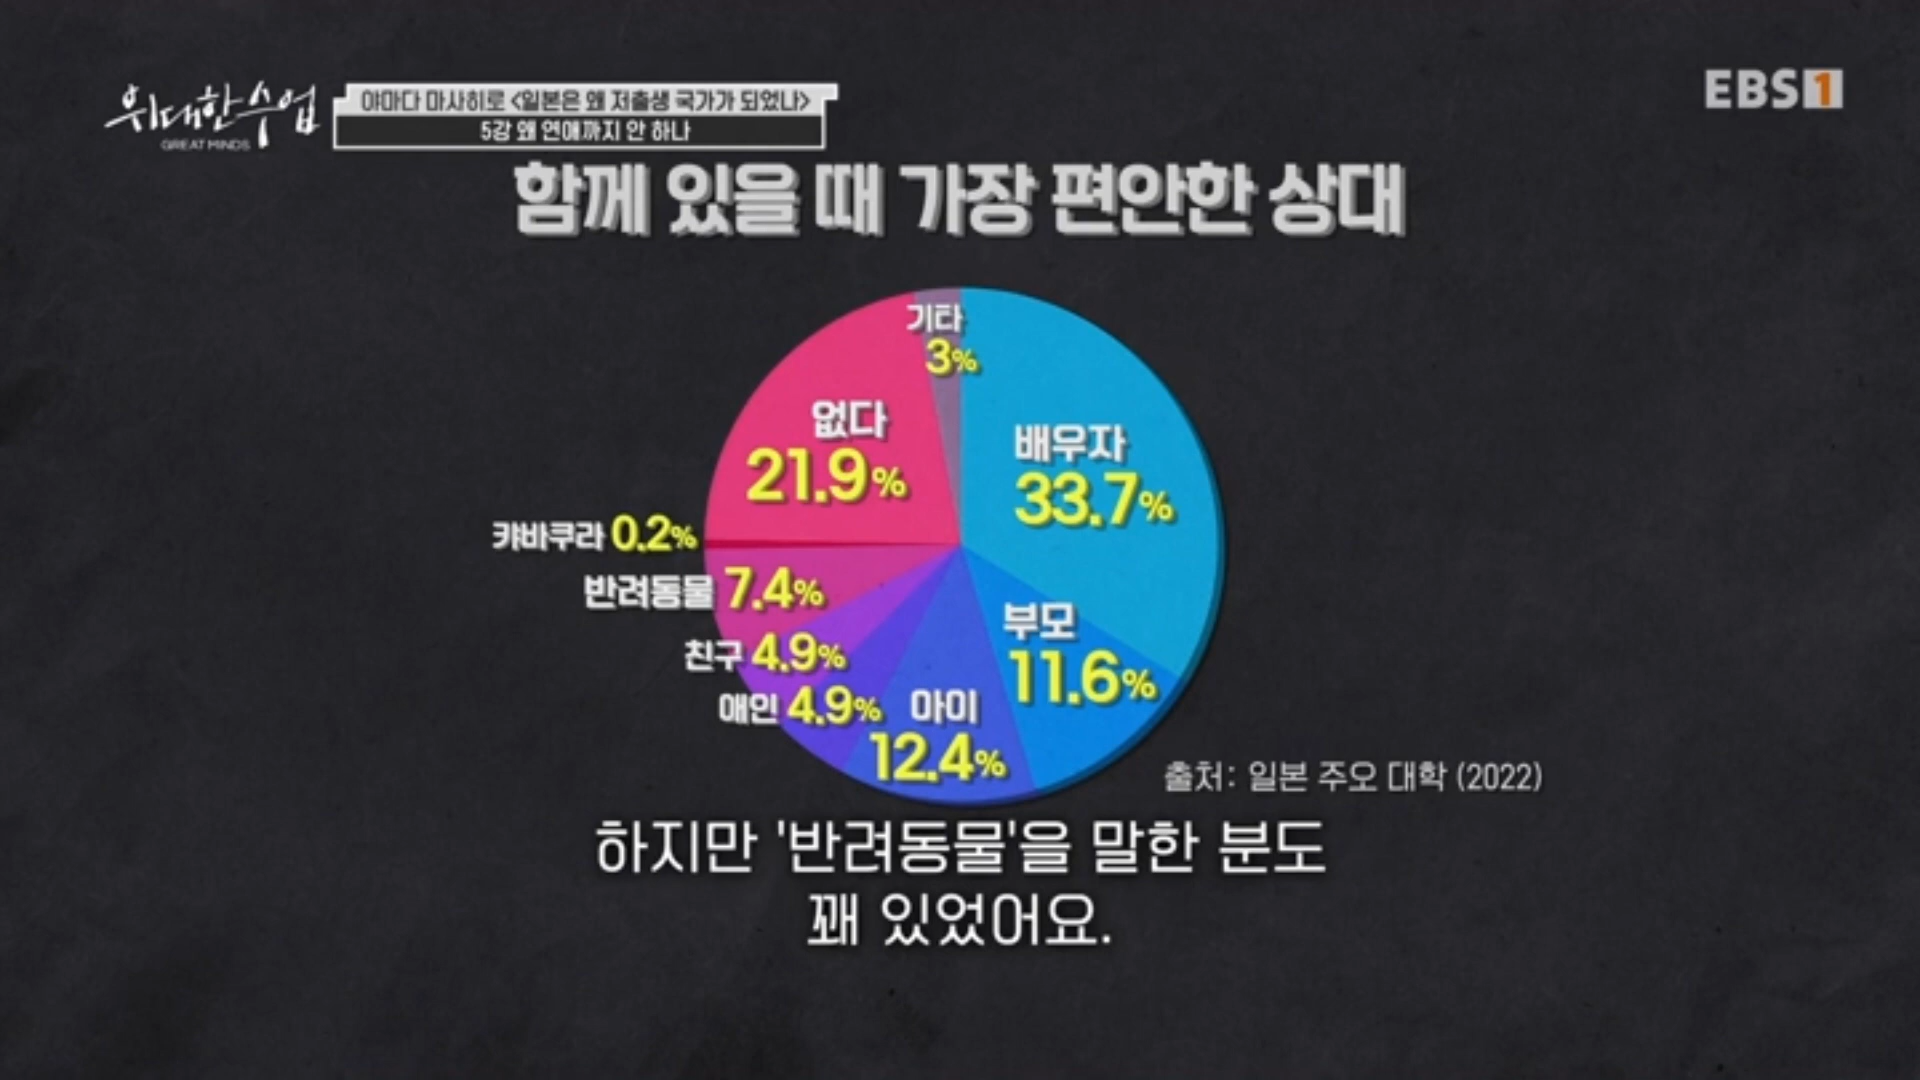 위대한 수업
GREAT MINDS
야마다 마사히로 <일본은 왜 저출생 국가가 되었나>
5강 왜 연애까지 안 하나
EBS1
함께 있을 때 가장 편안한 상대
기타
3%
없다
21.9%
배우자
33.7%
캬바쿠라 0.2%
반려동물 7.4%
부모
11.6%
친구 4.9%
애인 4.9%
아이
12.4%
출처: 일본 주오 대학 (2022)
하지만 '반려동물'을 말한 분도
꽤 있었어요.